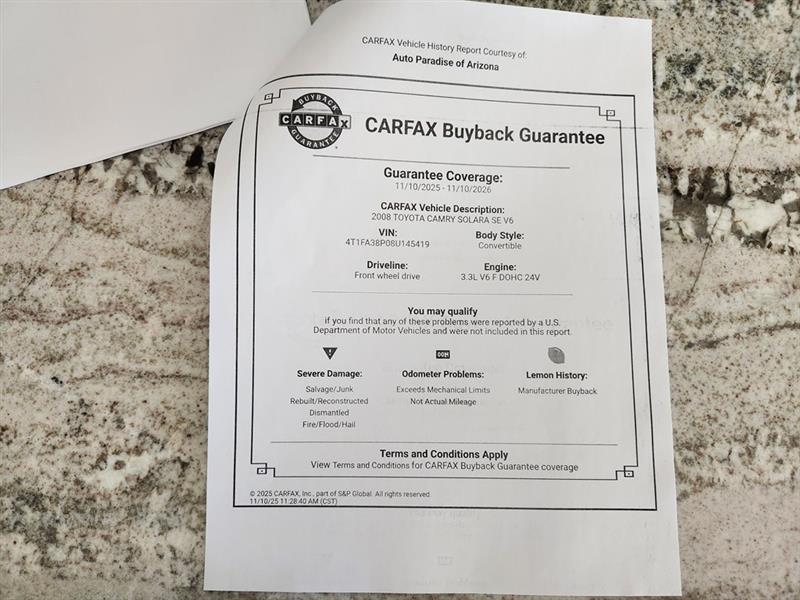 CARFAX Vehicle History Report Courtesy of:
Auto Paradise of Arizona
BUYBACK
CARFAX
GUARANTEE
CARFAX Buyback Guarantee
Guarantee Coverage:
11/10/2025 - 11/10/2026
CARFAX Vehicle Description:
2008 TOYOTA CAMRY SOLARA SE V6
VIN: Body Style:
4T1FA38P08U145419 Convertible
Driveline: Engine:
Front wheel drive 3.3L V6 F DOHC 24V
You may qualify
if you find that any of these problems were reported by a U.S.
Department of Motor Vehicles and were not included in this report.
Severe Damage: Odometer Problems: Lemon History:
Salvage/Junk Exceeds Mechanical Limits Manufacturer Buyback
Rebuilt/Reconstructed Not Actual Mileage
Dismantled
Fire/Flood/Hail
Terms and Conditions Apply
View Terms and Conditions for CARFAX Buyback Guarantee coverage
© 2025 CARFAX, Inc., part of S&P Global. All rights reserved.
11/10/25 11:28:40 AM (CST)